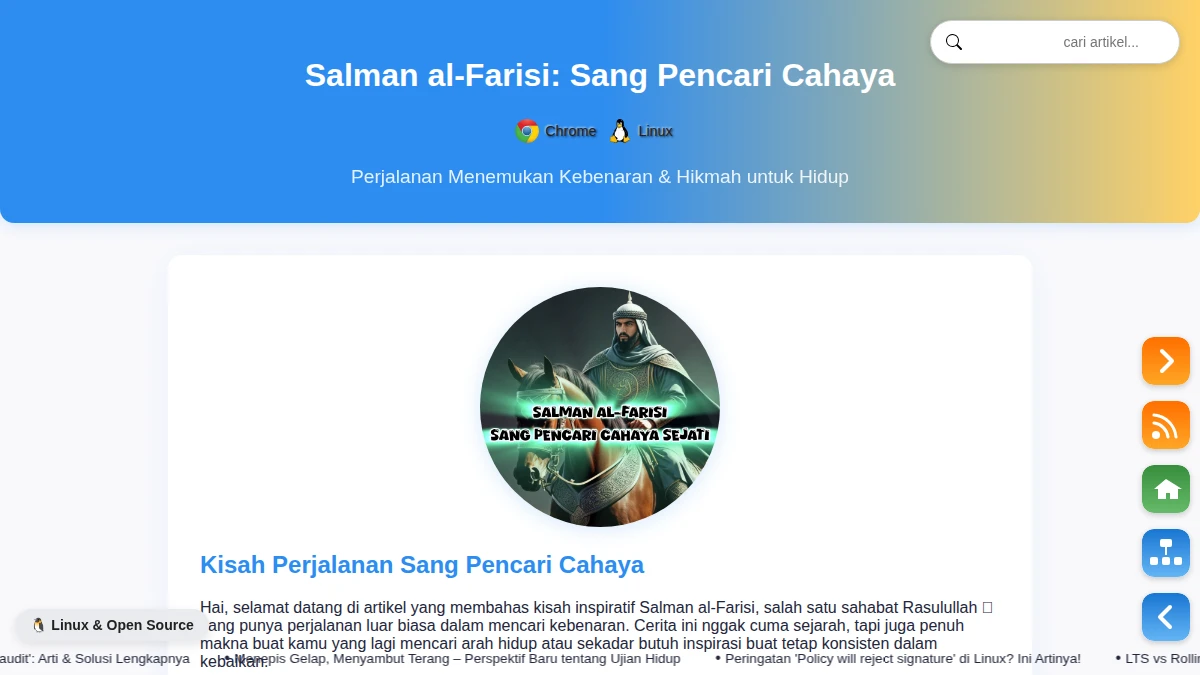 cari artikel...
Salman al-Farisi: Sang Pencari Cahaya
Chrome Linux
Perjalanan Menemukan Kebenaran & Hikmah untuk Hidup
SALMAN AL-FARISI
SANG PENCARI CAHAYA SEJATI
Kisah Perjalanan Sang Pencari Cahaya
Hai, selamat datang di artikel yang membahas kisah inspiratif Salman al-Farisi, salah satu sahabat Rasulullah
yang punya perjalanan luar biasa dalam mencari kebenaran. Cerita ini nggak cuma sejarah, tapi juga penuh
makna buat kamu yang lagi mencari arah hidup atau sekadar butuh inspirasi buat tetap konsisten dalam
kebaikan.
Linux & Open Source
audit': Arti & Solusi Lengkapnya • Menepis Gelap, Menyambut Terang – Perspektif Baru tentang Ujian Hidup • Peringatan 'Policy will reject signature' di Linux? Ini Artinya! • LTS vs